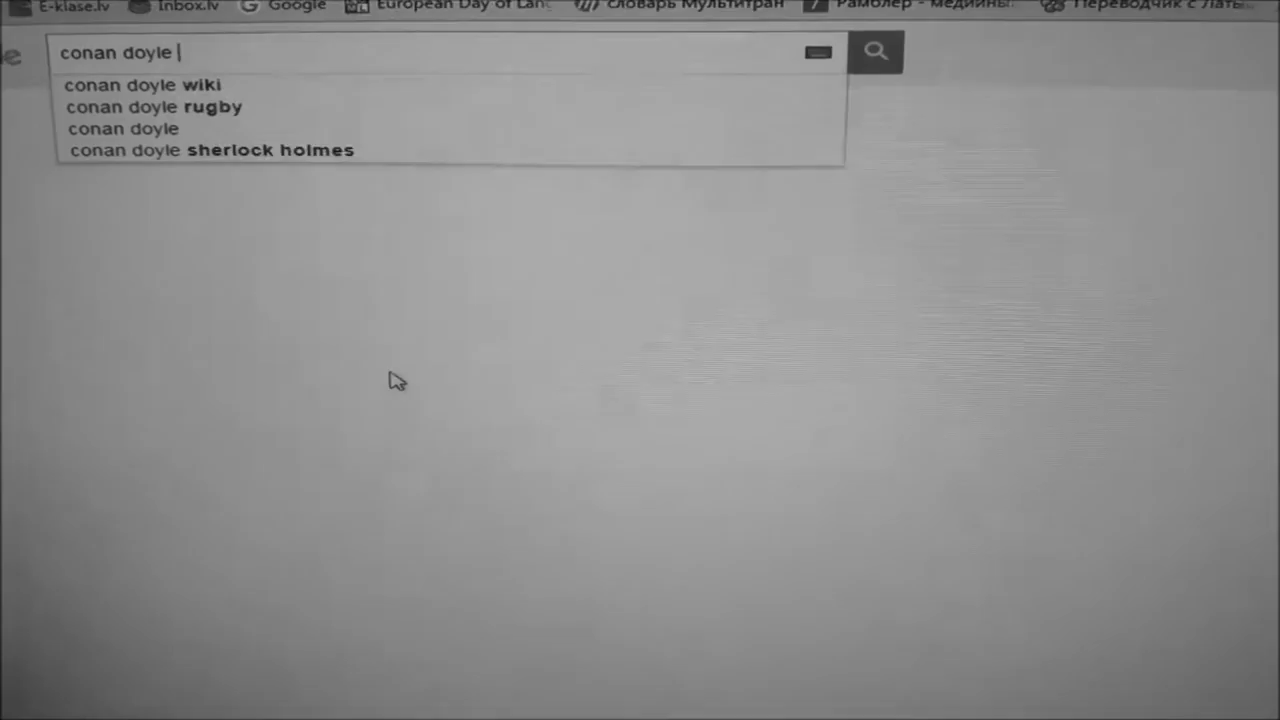 E-klase.lv Inbox.lv Google European Day of Lang словарь Мультитран Рамблер - медийны... Переводчик с Латы...
conan doyle
conan doyle wiki
conan doyle rugby
conan doyle
conan doyle sherlock holmes